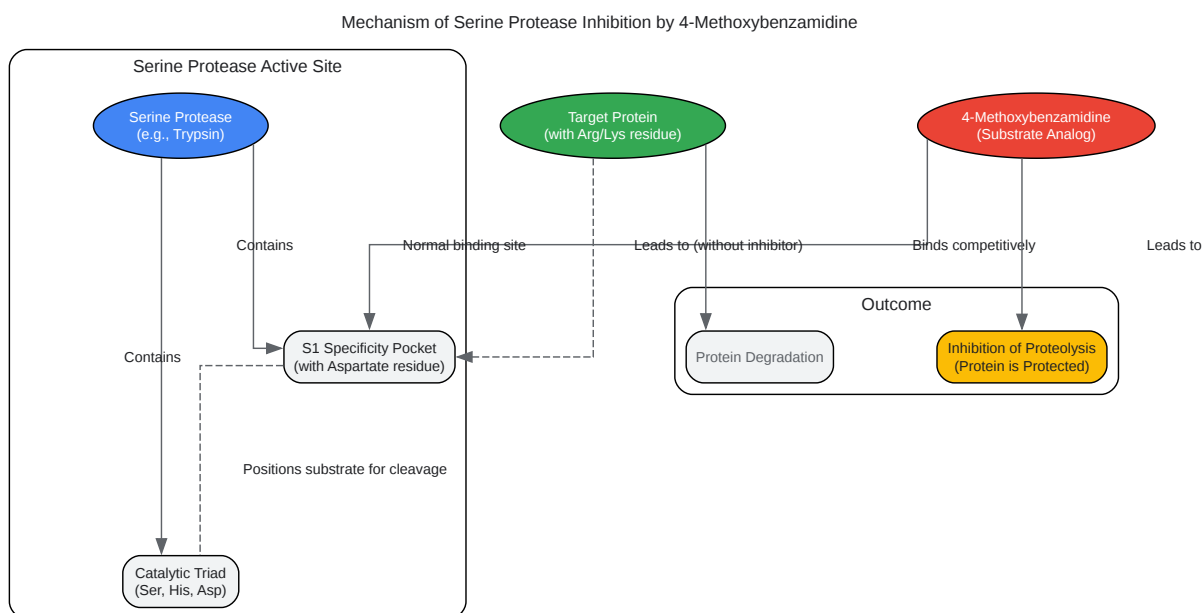 Mechanism of Serine Protease Inhibition by 4-Methoxybenzamidine
Serine Protease Active Site
Serine Protease
(e.g., Trypsin)
Target Protein
(with Arg/Lys residue)
4-Methoxybenzamidine
(Substrate Analog)
Contains
Normal binding site
Leads to (without inhibitor)
Binds competitively
Leads to
Outcome
Contains
S1 Specificity Pocket
(with Aspartate residue)
Protein Degradation
Inhibition of Proteolysis
(Protein is Protected)
Positions substrate for cleavage
Catalytic Triad
(Ser, His, Asp)